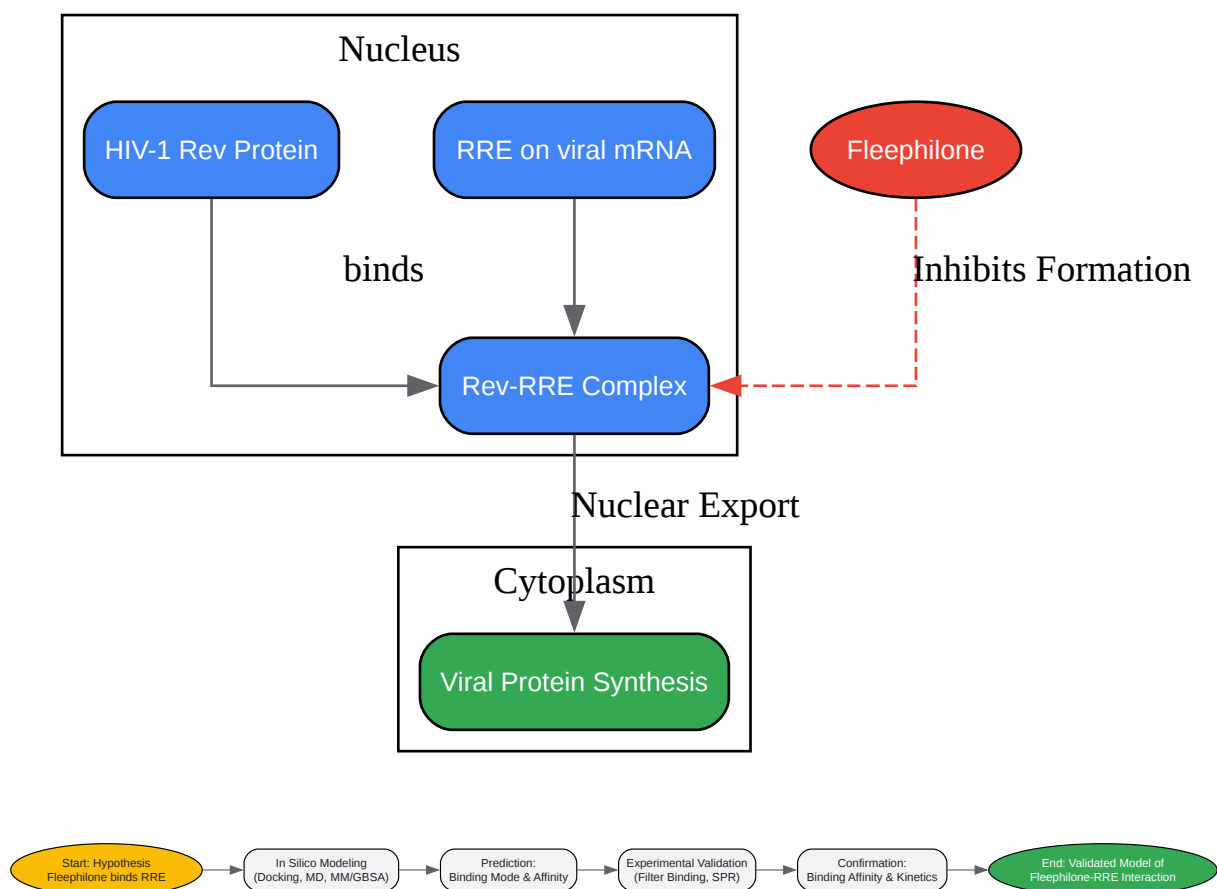 Nucleus
HIV-1 Rev Protein
RRE on viral mRNA
Fleephilone
binds
Inhibits Formation
Rev-RRE Complex
Nuclear Export
Cytoplasm
Viral Protein Synthesis
Start: Hypothesis
Fleephilone binds RRE
In Silico Modeling
(Docking, MD, MM/GBSA)
Prediction:
Binding Mode & Affinity
Experimental Validation
(Filter Binding, SPR)
Confirmation:
Binding Affinity & Kinetics
End: Validated Model of
Fleephilone-RRE Interaction